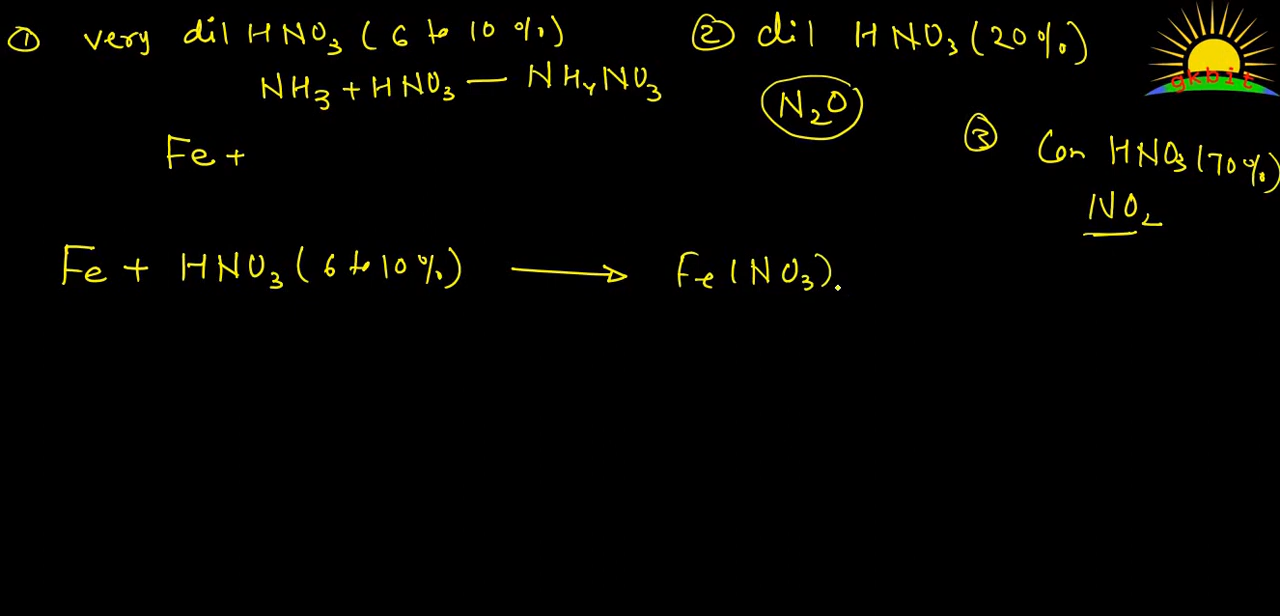 ① very dil HNO₃ (6 to 10 %)
NH₃ + HNO₃ — NH₄NO₃
② dil HNO₃ (20%)
N₂O
③ Con HNO₃ (70%)
NO₂
gkbit
Fe +
Fe + HNO₃ (6 to 10%) ⟶ Fe(NO₃).